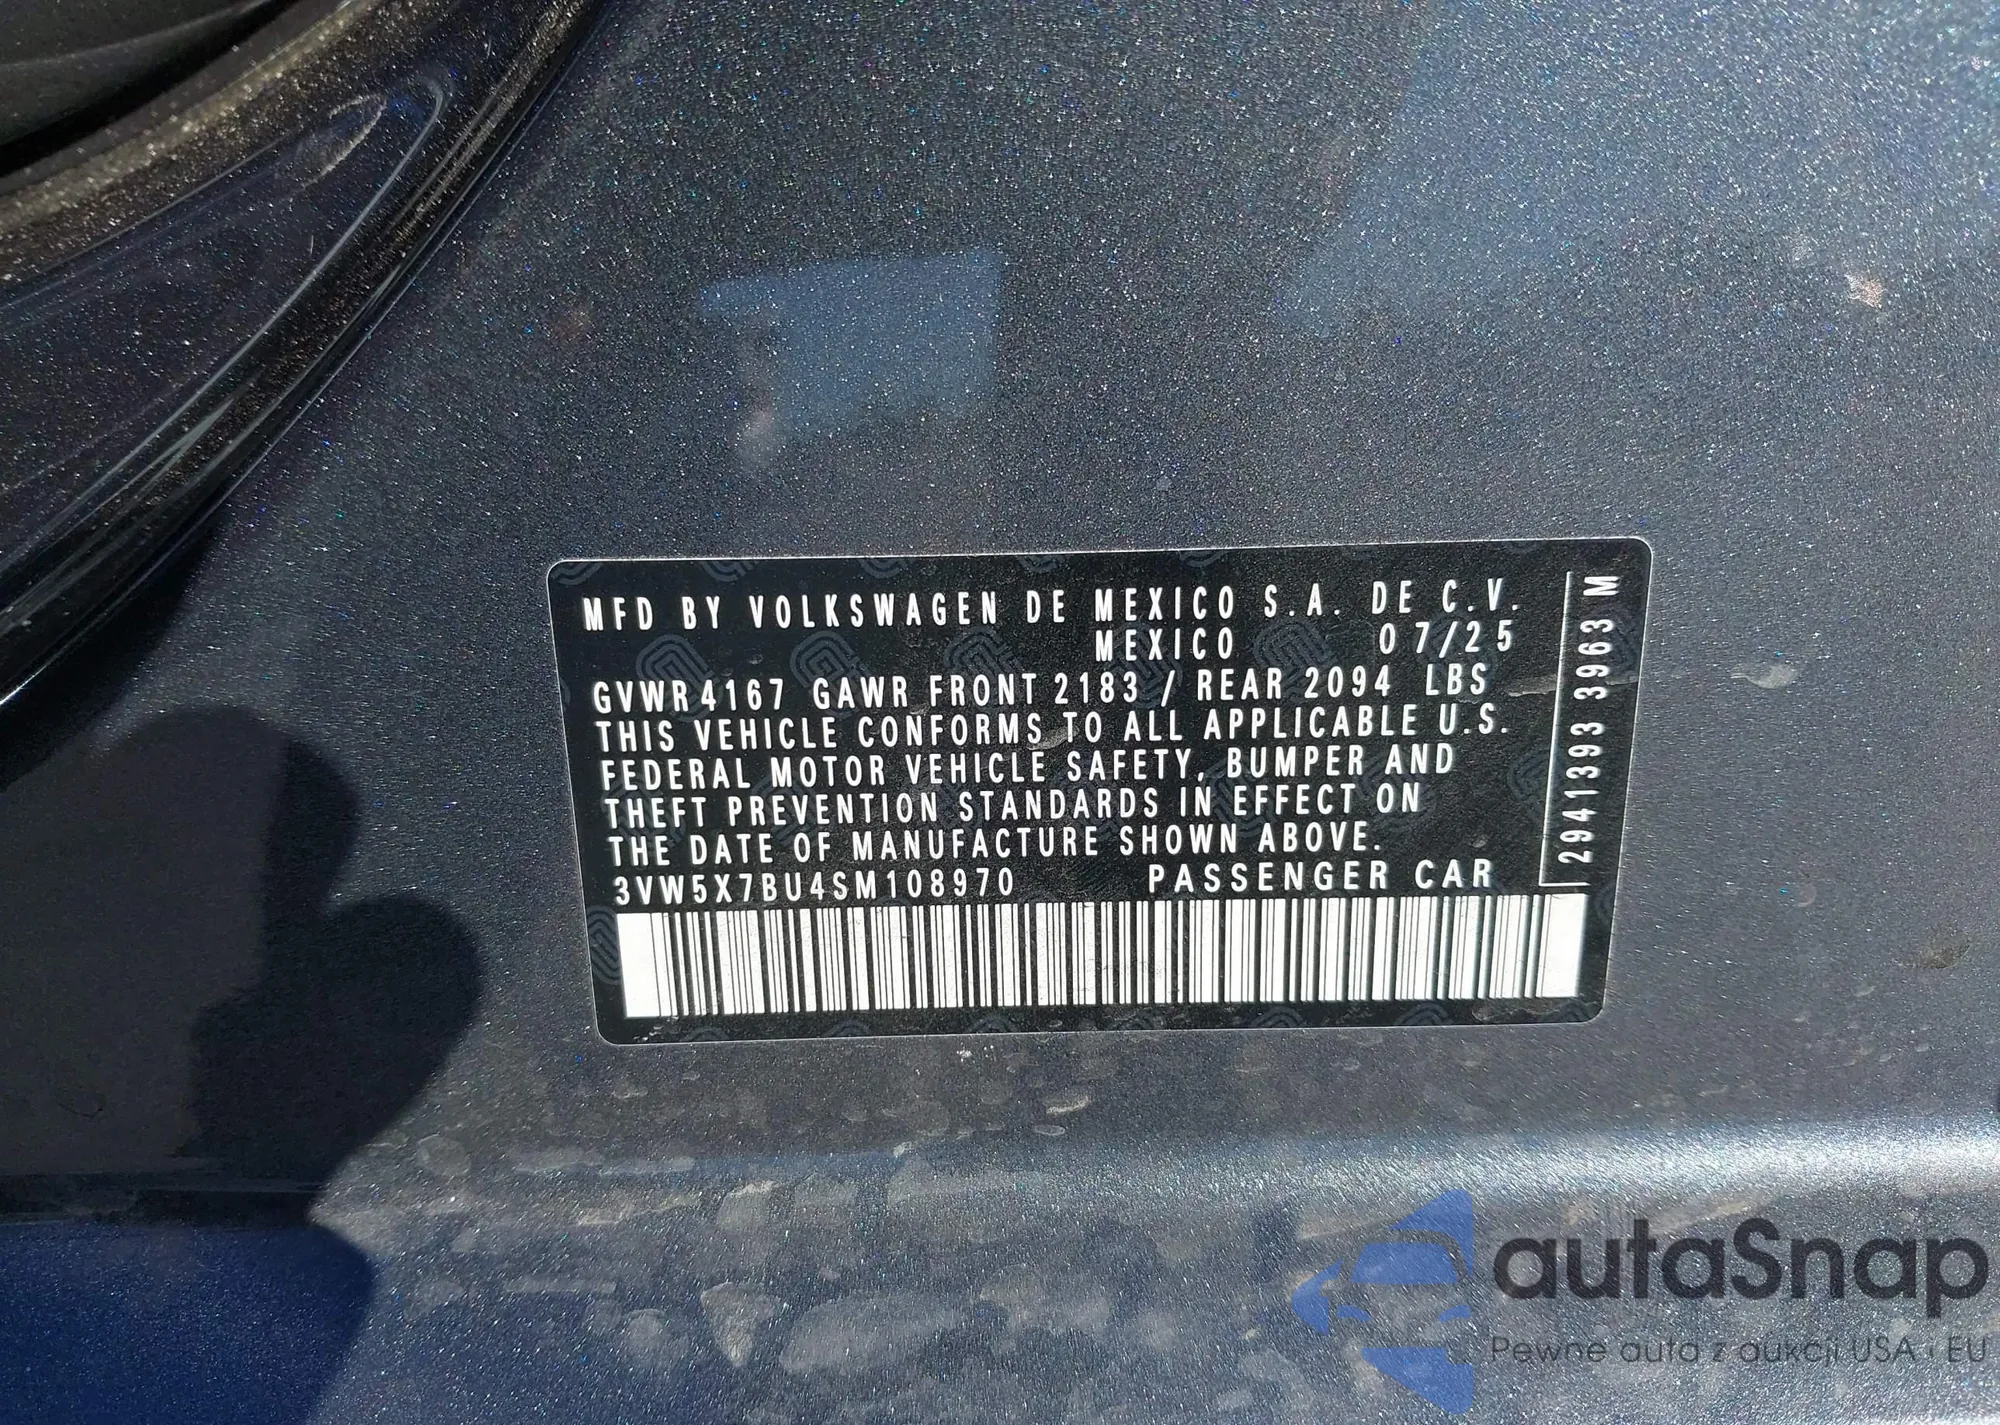 MFD BY VOLKSWAGEN DE MEXICO S.A. DE C.V.
MEXICO 07/25
GVWR 4167 GAWR FRONT 2183 / REAR 2094 LBS
THIS VEHICLE CONFORMS TO ALL APPLICABLE U.S.
FEDERAL MOTOR VEHICLE SAFETY, BUMPER AND
THEFT PREVENTION STANDARDS IN EFFECT ON
THE DATE OF MANUFACTURE SHOWN ABOVE.
3VW5X7BU4SM108970 PASSENGER CAR
2941393 3963 M
autaSnap
Pewne auta z aukcji USA i EU